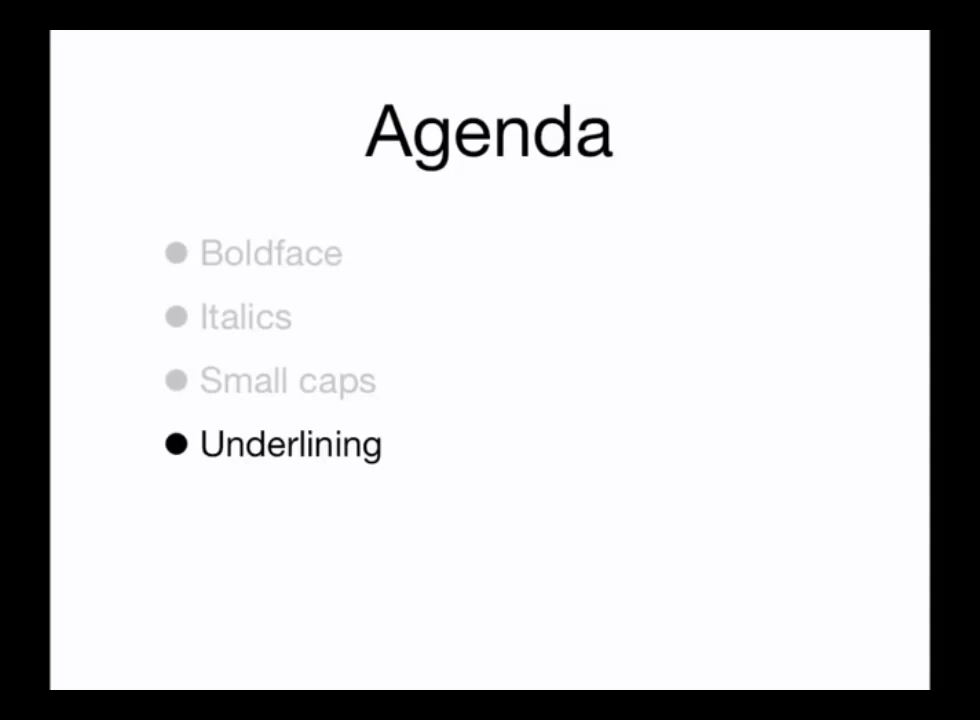 Agenda
Boldface
Italics
Small caps
Underlining